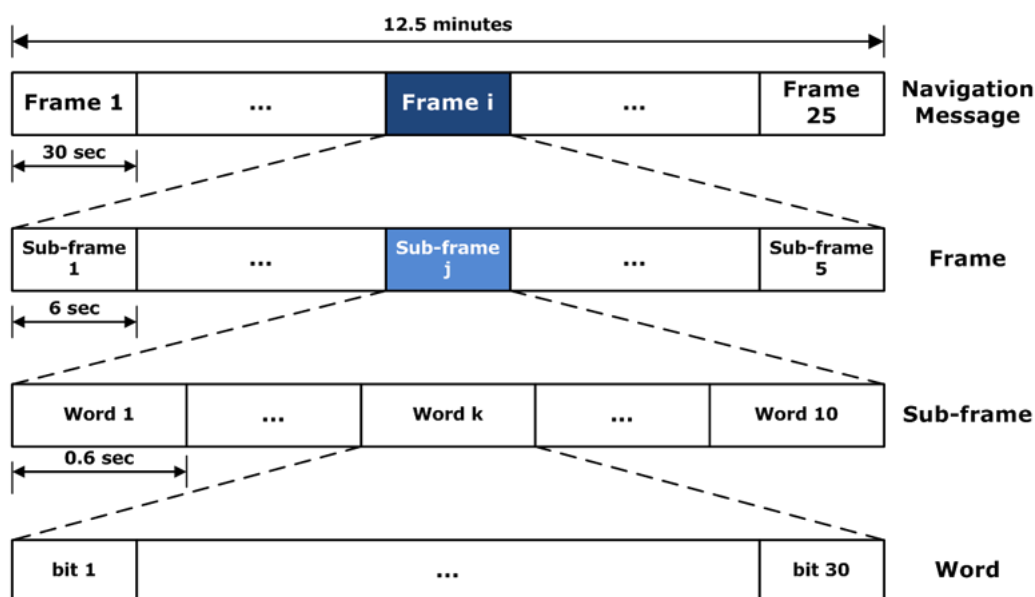 12.5 minutes
Frame 1
...
Frame i
...
Frame
25
Navigation
Message
30 sec
Sub-frame
1
...
Sub-frame
j
...
Sub-frame
5
Frame
6 sec
Word 1
...
Word k
...
Word 10
Sub-frame
0.6 sec
bit 1
...
bit 30
Word